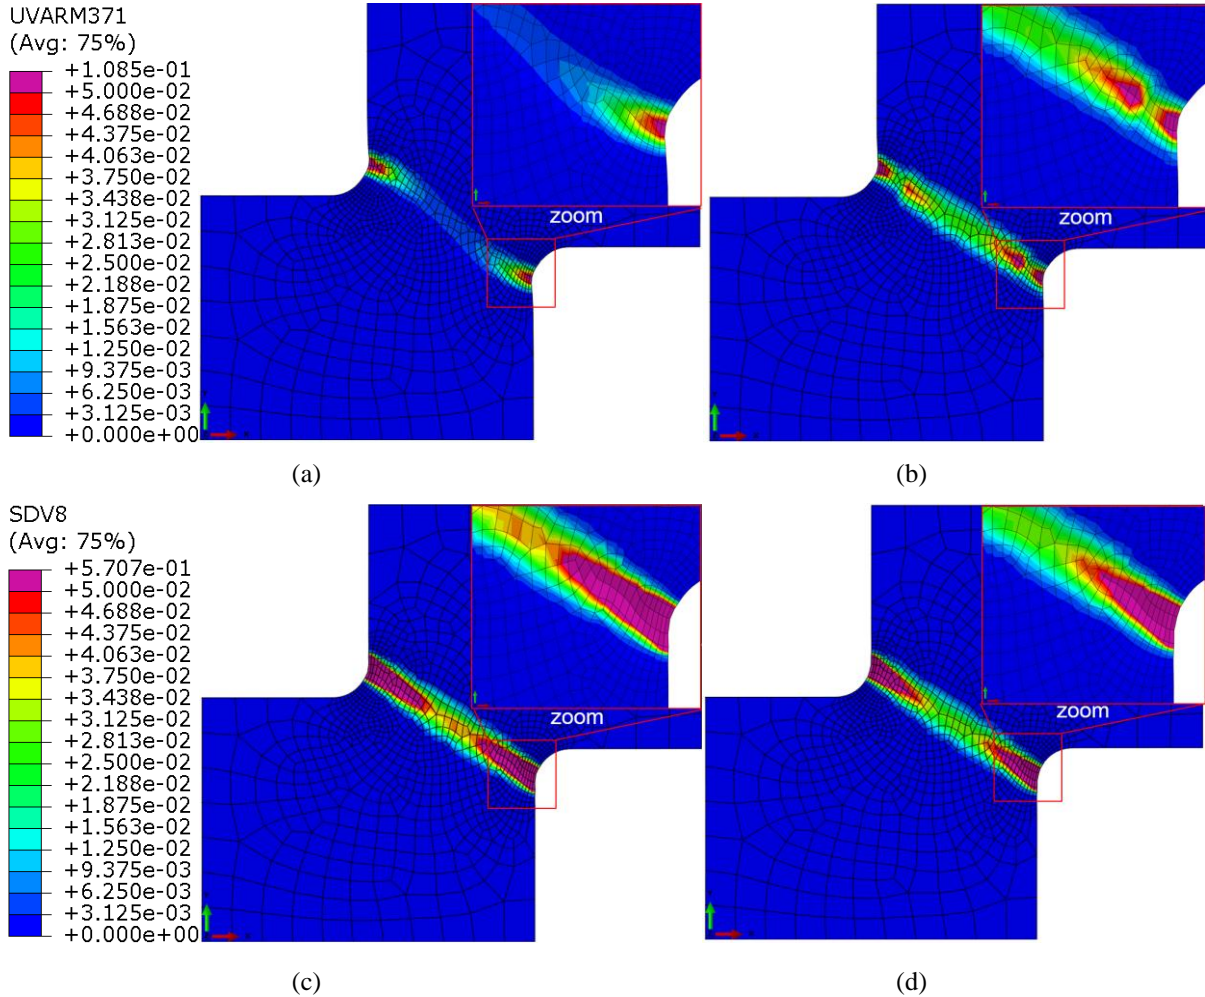 UVARM371
(Avg: 75%)
+1.085e-01
+5.000e-02
+4.688e-02
+4.375e-02
+4.063e-02
+3.750e-02
+3.438e-02
+3.125e-02
+2.813e-02
+2.500e-02
+2.188e-02
+1.875e-02
+1.563e-02
+1.250e-02
+9.375e-03
+6.250e-03
+3.125e-03
+0.000e+00
zoom
zoom
(a)
(b)
SDV8
(Avg: 75%)
+5.707e-01
+5.000e-02
+4.688e-02
+4.375e-02
+4.063e-02
+3.750e-02
+3.438e-02
+3.125e-02
+2.813e-02
+2.500e-02
+2.188e-02
+1.875e-02
+1.563e-02
+1.250e-02
+9.375e-03
+6.250e-03
+3.125e-03
+0.000e+00
zoom
zoom
(c)
(d)